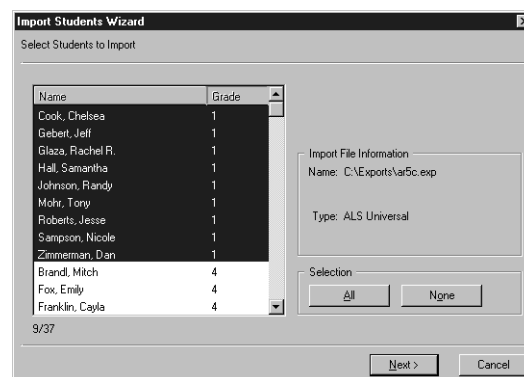 Import Students Wizard
Select Students to Import
Name Grade
Cook, Chelsea 1
Gebert, Jeff 1
Glaza, Rachel R. 1
Hall, Samantha 1
Johnson, Randy 1
Mohr, Tony 1
Roberts, Jesse 1
Sampson, Nicole 1
Zimmerman, Dan 1
Brandl, Mitch 4
Fox, Emily 4
Franklin, Cayla 4
9/37
Import File Information
Name: C:\Exports\ar5c.exp
Type: ALS Universal
Selection
All None
Next > Cancel